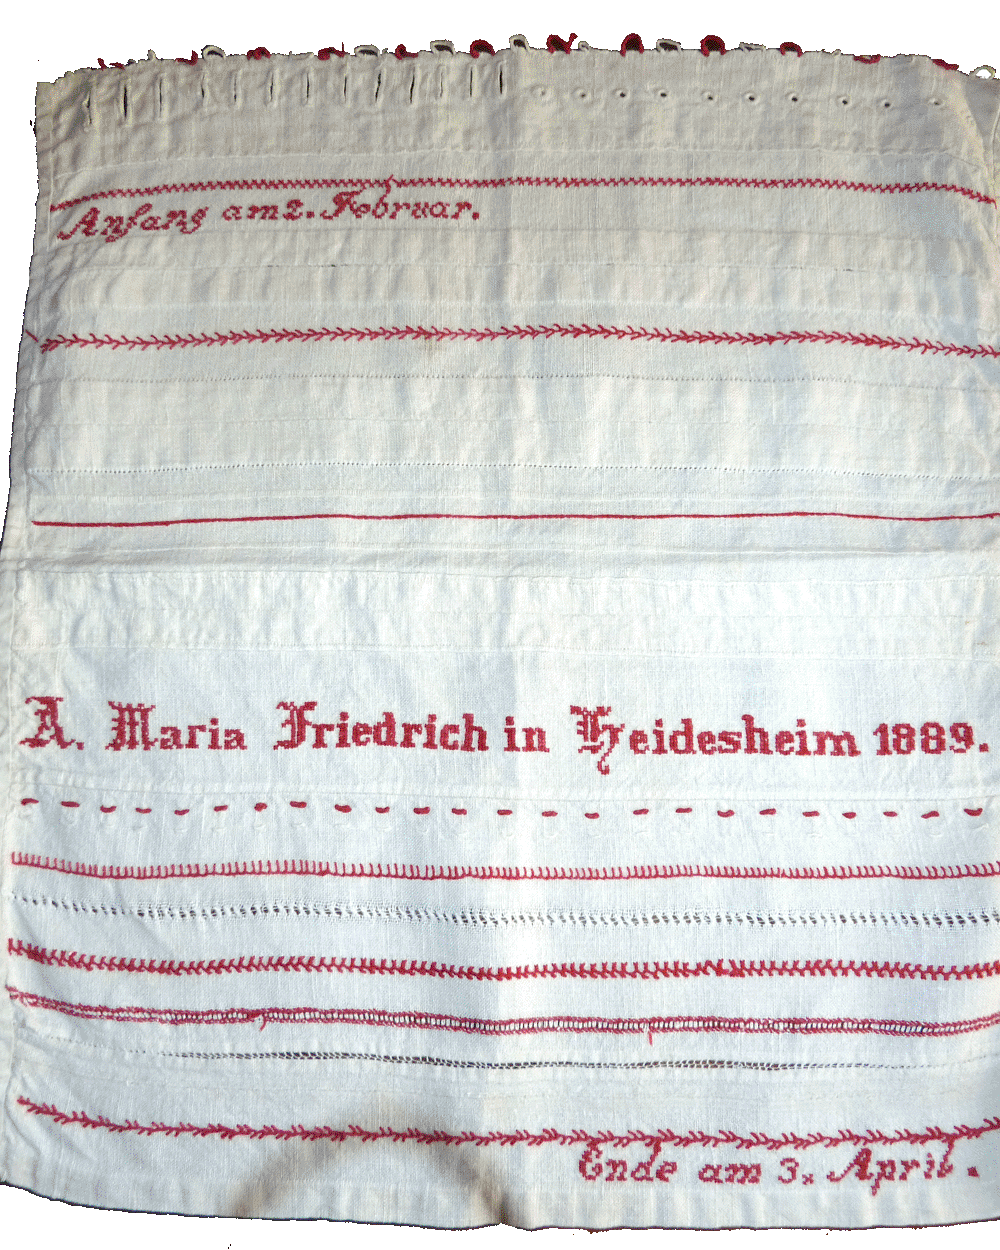 Anfang am 2. Februar.
A. Maria Friedrich in Heidesheim 1889.
Ende am 3. April.